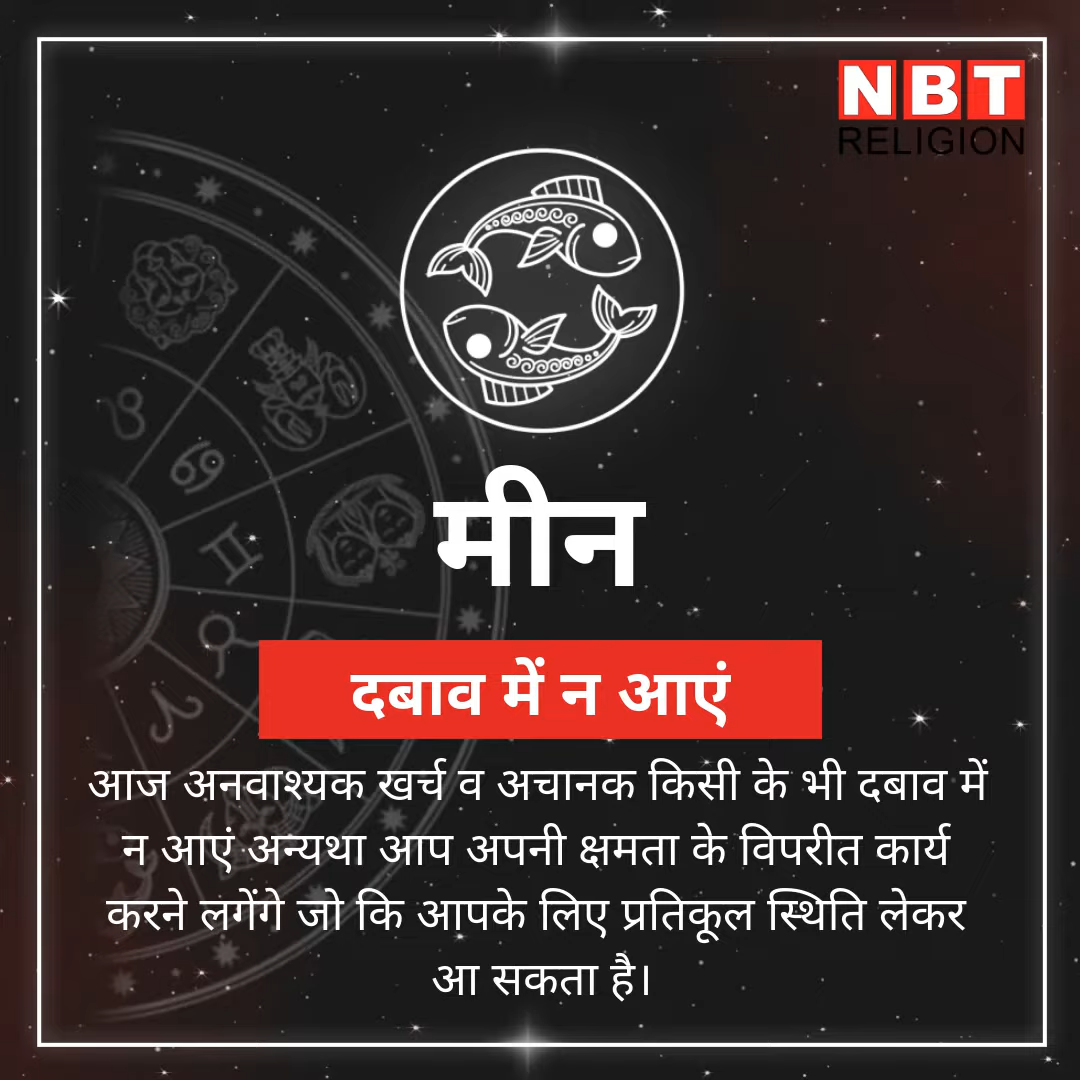 NBT
RELIGION
मीन
दबाव में न आएं
आज अनवाश्यक खर्च व अचानक किसी के भी दबाव में
न आएं अन्यथा आप अपनी क्षमता के विपरीत कार्य
करने लगेंगे जो कि आपके लिए प्रतिकूल स्थिति लेकर
आ सकता है।